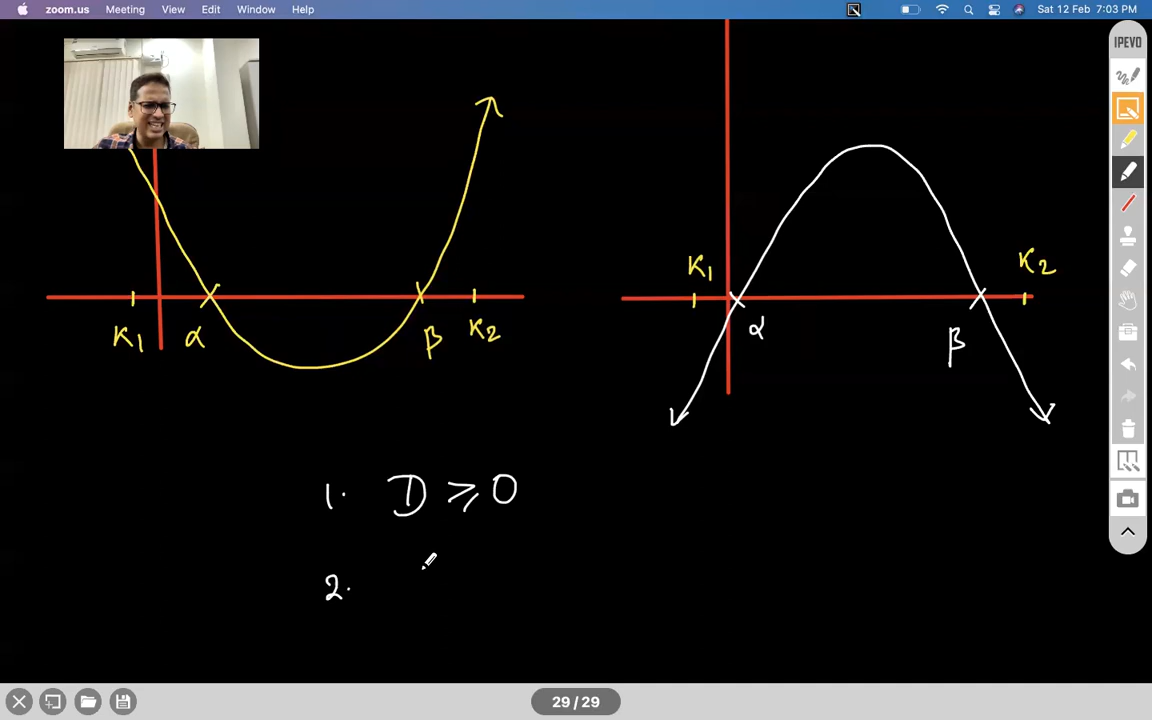 zoom.us Meeting View Edit Window Help Sat 12 Feb 7:03 PM
IPEVO
K1 α β K2
K1 α β K2
1. D ≥ 0
2.
29 / 29